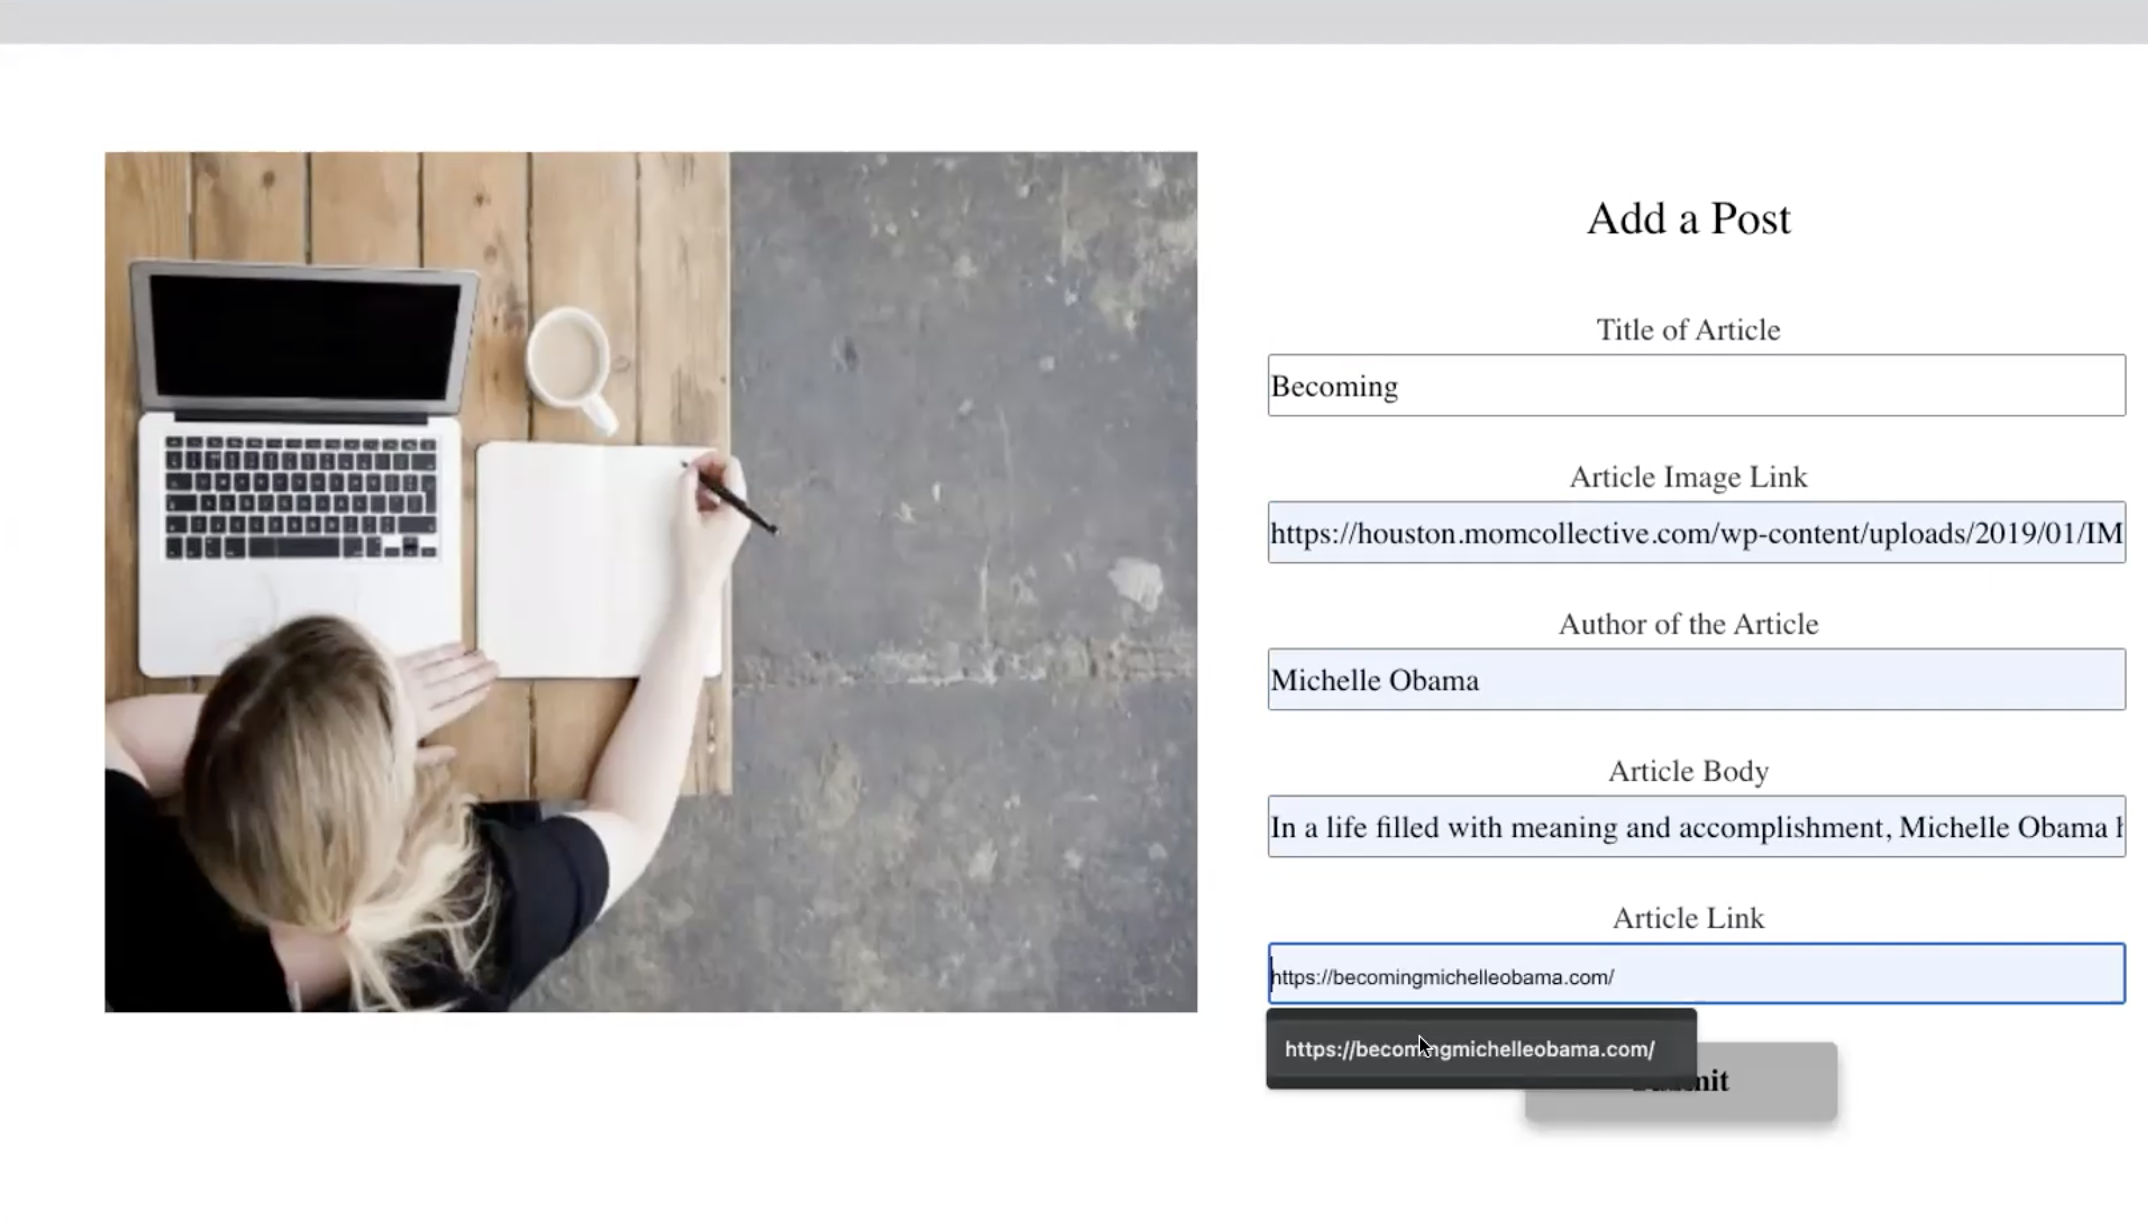 Add a Post
Title of Article
Becoming
Article Image Link
https://houston.momcollective.com/wp-content/uploads/2019/01/IM
Author of the Article
Michelle Obama
Article Body
In a life filled with meaning and accomplishment, Michelle Obama
Article Link
https://becomingmichelleobama.com/
https://becomingmichelleobama.com/